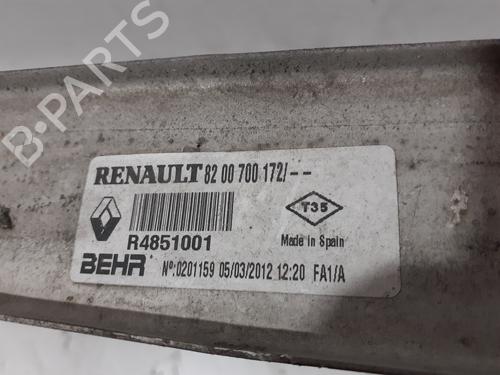 B-PARTS
RENAULT 82 00 700 172/--
T35
R4851001
Made in Spain
BEHR Nº:0201159 05/03/2012 12:20 FA1/A